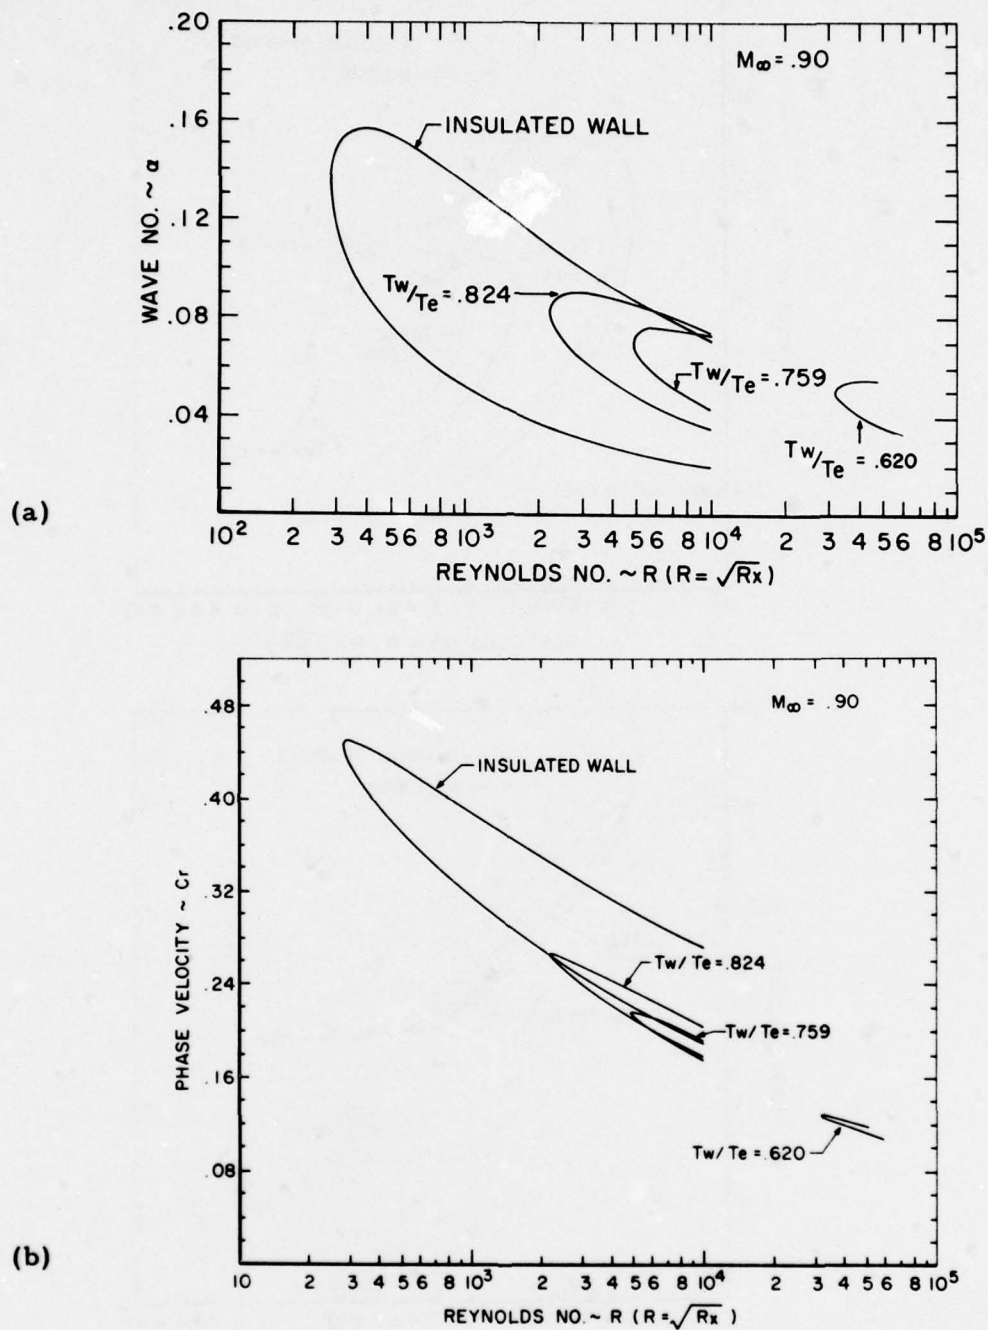 .20
M∞ = .90
.16
INSULATED WALL
WAVE NO. ~ α
.12
Tw/Te = .824
.08
Tw/Te = .759
.04
Tw/Te = .620
(a)
10² 2 3 4 5 6 8 10³ 2 3 4 5 6 8 10⁴ 2 3 4 5 6 8 10⁵
REYNOLDS NO. ~ R (R = √Rx)
.48
M∞ = .90
INSULATED WALL
.40
.32
PHASE VELOCITY ~ Cr
Tw/Te = .824
.24
Tw/Te = .759
.16
Tw/Te = .620
.08
(b)
10 2 3 4 5 6 8 10³ 2 3 4 5 6 8 10⁴ 2 3 4 5 6 8 10⁵
REYNOLDS NO. ~ R (R = √Rx)